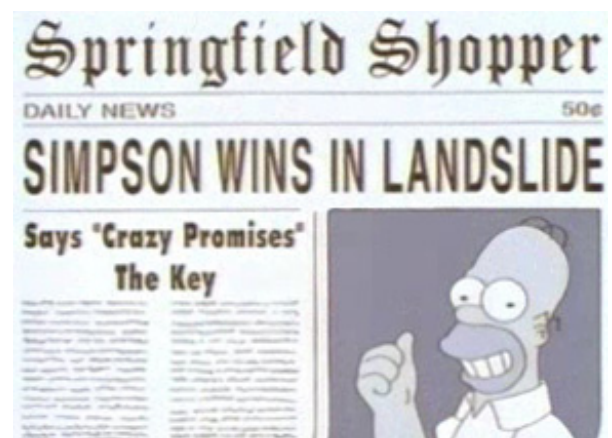 Springfield Shopper
DAILY NEWS 50¢
SIMPSON WINS IN LANDSLIDE
Says "Crazy Promises"
The Key